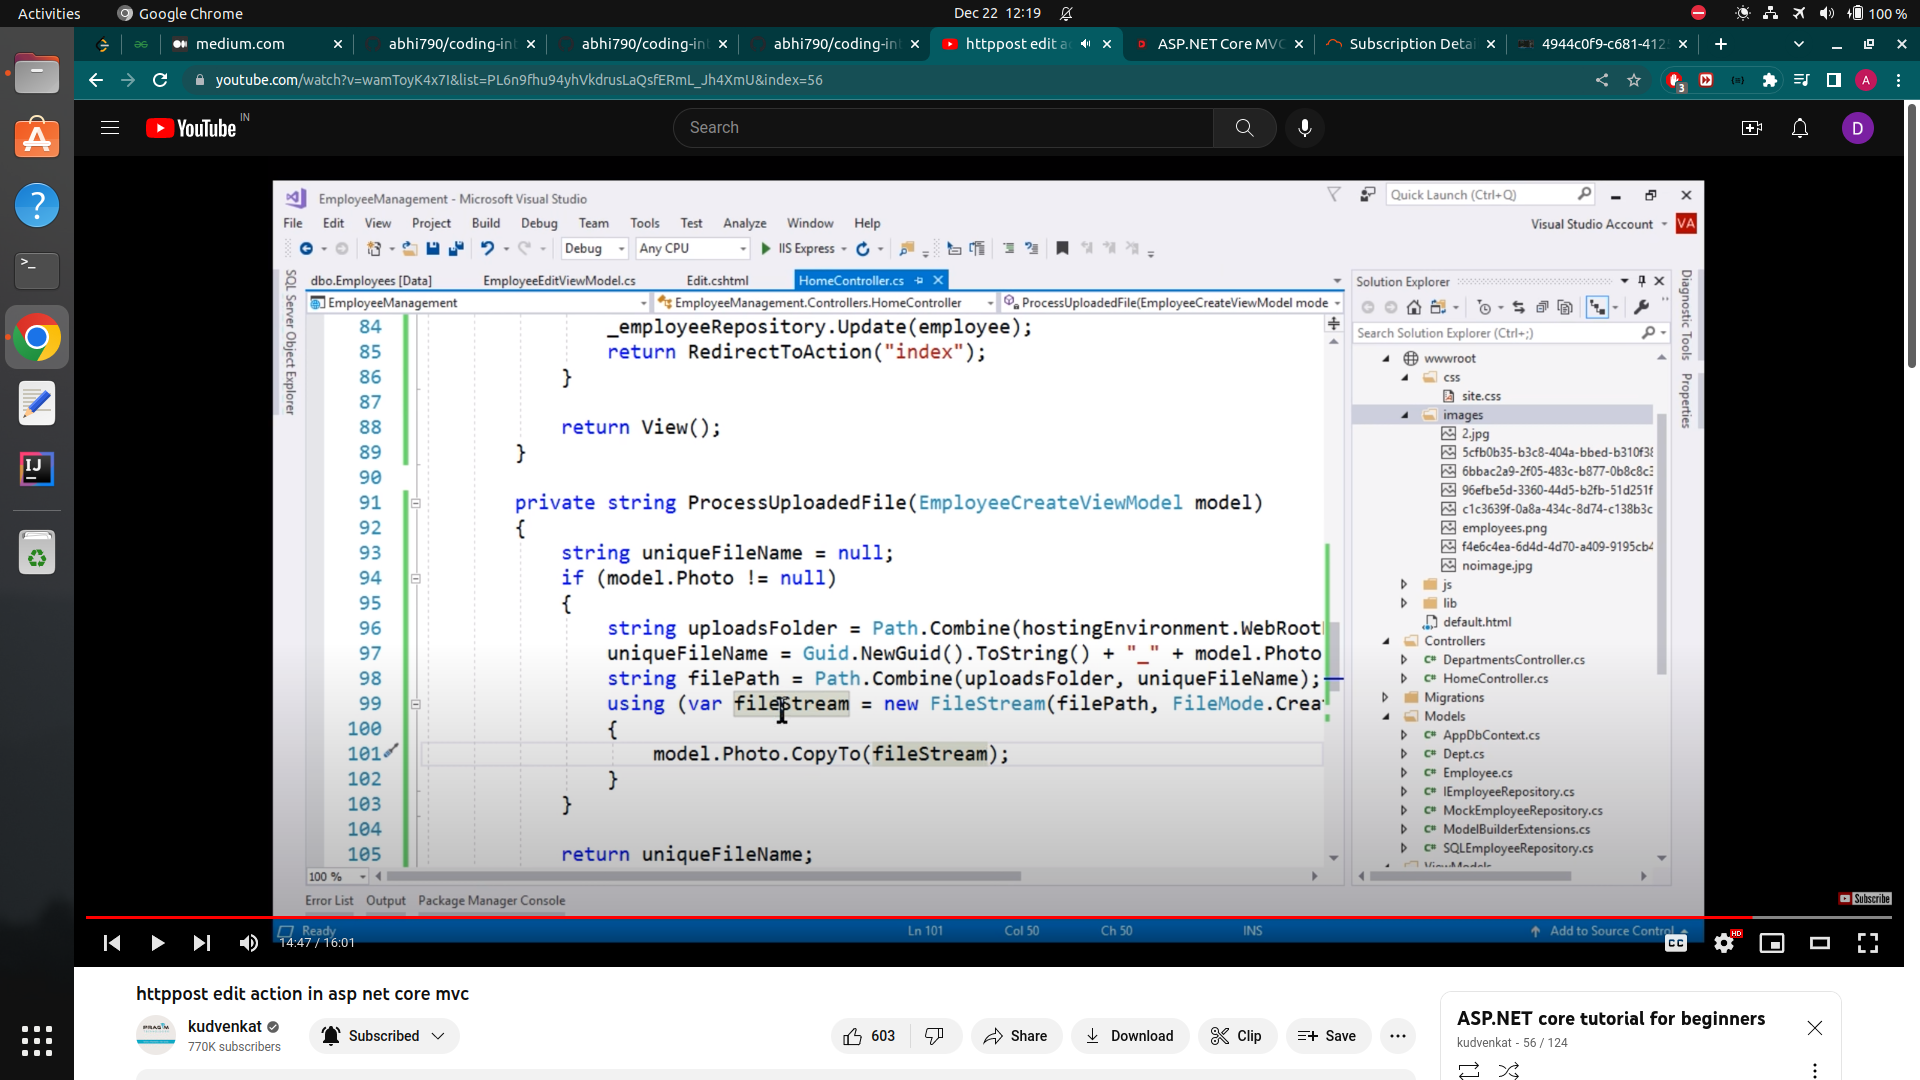 Activities
Google Chrome
Dec 22 12:19
100 %
medium.com
abhi790/coding-in
abhi790/coding-in
abhi790/coding-in
httppost edit a
ASP.NET Core MVC
Subscription Detai
4944c0f9-c681-412
youtube.com/watch?v=wamToyK4x7I&list=PL6n9fhu94yhVkdrusLaQsfERmL_Jh4XmU&index=56
3
A
YouTube
IN
Search
D
EmployeeManagement - Microsoft Visual Studio
Quick Launch (Ctrl+Q)
File Edit View Project Build Debug Team Tools Test Analyze Window Help
Visual Studio Account
VA
Debug
Any CPU
IIS Express
SQL Server Object Explorer
dbo.Employees [Data]
EmployeeEditViewModel.cs
Edit.cshtml
HomeController.cs
EmployeeManagement
EmployeeManagement.Controllers.HomeController
ProcessUploadedFile(EmployeeCreateViewModel mode
84 _employeeRepository.Update(employee);
85 return RedirectToAction("index");
86 }
87
88 return View();
89 }
90
91 private string ProcessUploadedFile(EmployeeCreateViewModel model)
92 {
93 string uniqueFileName = null;
94 if (model.Photo != null)
95 {
96 string uploadsFolder = Path.Combine(hostingEnvironment.WebRoot
97 uniqueFileName = Guid.NewGuid().ToString() + "_" + model.Photo
98 string filePath = Path.Combine(uploadsFolder, uniqueFileName);
99 using (var fileStream = new FileStream(filePath, FileMode.Crea
100 {
101 model.Photo.CopyTo(fileStream);
102 }
103 }
104
105 return uniqueFileName;
100 %
Error List Output Package Manager Console
Ready
Ln 101
Col 50
Ch 50
INS
Add to Source Control
Solution Explorer
Search Solution Explorer (Ctrl+;)
wwwroot
css
site.css
images
2.jpg
5cfb0b35-b3c8-404a-bbed-b310f38
6bbac2a9-2f05-483c-b877-0b8c8c3
96efbe5d-3360-44d5-b2fb-51d251f
c1c3639f-0a8a-434c-8d74-c138b3c
employees.png
f4e6c4ea-6d4d-4d70-a409-9195cb4
noimage.jpg
js
lib
default.html
Controllers
C# DepartmentsController.cs
C# HomeController.cs
Migrations
Models
C# AppDbContext.cs
C# Dept.cs
C# Employee.cs
C# IEmployeeRepository.cs
C# MockEmployeeRepository.cs
C# ModelBuilderExtensions.cs
C# SQLEmployeeRepository.cs
ViewModels
Diagnostic Tools
Properties
Subscribe
14:47 / 16:01
CC
HD
httppost edit action in asp net core mvc
PRAGIM
kudvenkat
770K subscribers
Subscribed
603
Share
Download
Clip
Save
ASP.NET core tutorial for beginners
kudvenkat - 56 / 124